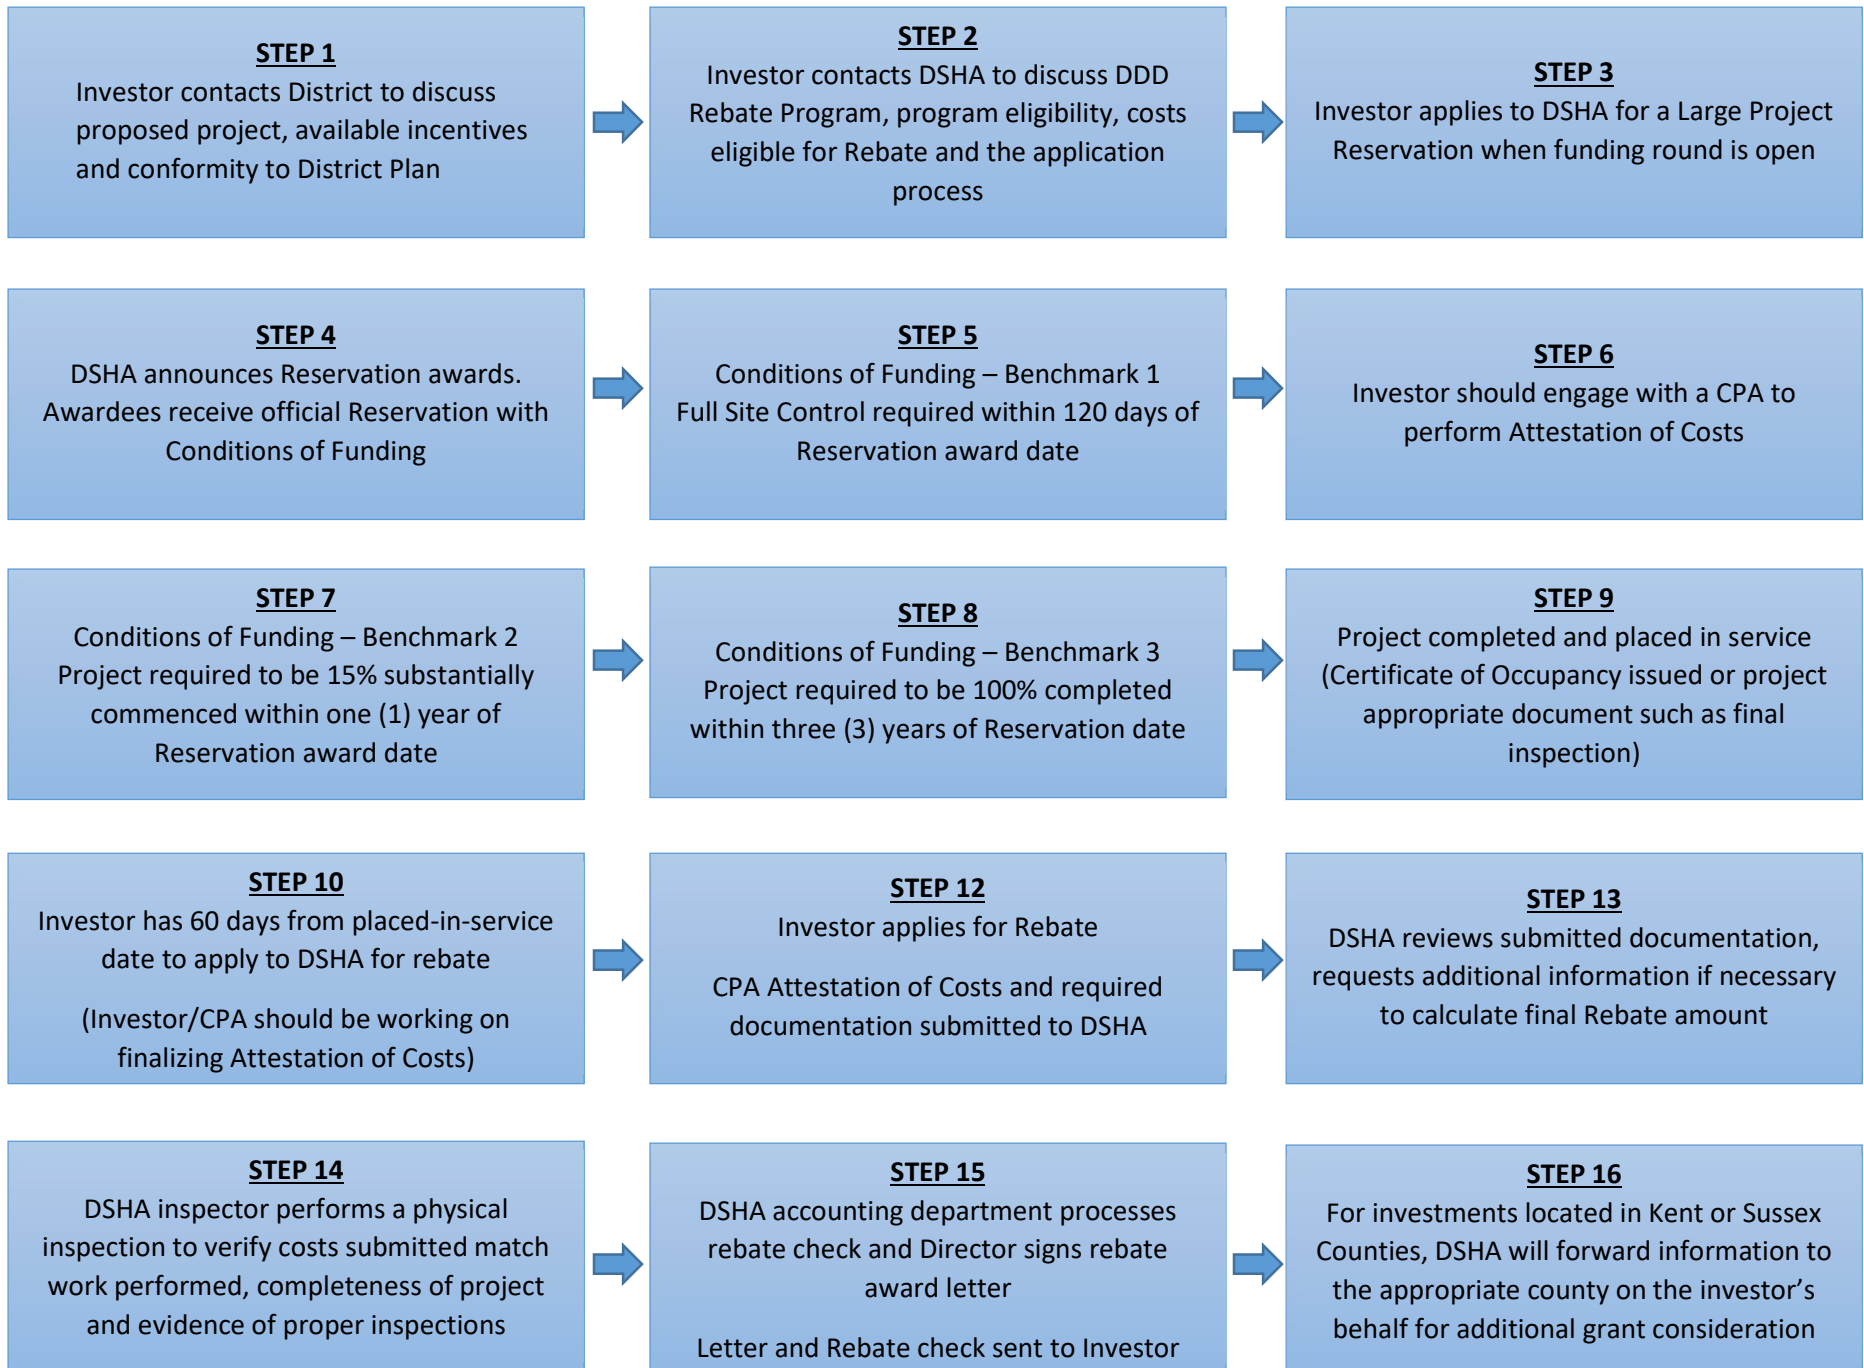 STEP 1
Investor contacts District to discuss
proposed project, available incentives
and conformity to District Plan
STEP 2
Investor contacts DSHA to discuss DDD
Rebate Program, program eligibility, costs
eligible for Rebate and the application
process
STEP 3
Investor applies to DSHA for a Large Project
Reservation when funding round is open
STEP 4
DSHA announces Reservation awards.
Awardees receive official Reservation with
Conditions of Funding
STEP 5
Conditions of Funding – Benchmark 1
Full Site Control required within 120 days of
Reservation award date
STEP 6
Investor should engage with a CPA to
perform Attestation of Costs
STEP 7
Conditions of Funding – Benchmark 2
Project required to be 15% substantially
commenced within one (1) year of
Reservation award date
STEP 8
Conditions of Funding – Benchmark 3
Project required to be 100% completed
within three (3) years of Reservation date
STEP 9
Project completed and placed in service
(Certificate of Occupancy issued or project
appropriate document such as final
inspection)
STEP 10
Investor has 60 days from placed-in-service
date to apply to DSHA for rebate
(Investor/CPA should be working on
finalizing Attestation of Costs)
STEP 12
Investor applies for Rebate
CPA Attestation of Costs and required
documentation submitted to DSHA
STEP 13
DSHA reviews submitted documentation,
requests additional information if necessary
to calculate final Rebate amount
STEP 14
DSHA inspector performs a physical
inspection to verify costs submitted match
work performed, completeness of project
and evidence of proper inspections
STEP 15
DSHA accounting department processes
rebate check and Director signs rebate
award letter
Letter and Rebate check sent to Investor
STEP 16
For investments located in Kent or Sussex
Counties, DSHA will forward information to
the appropriate county on the investor’s
behalf for additional grant consideration